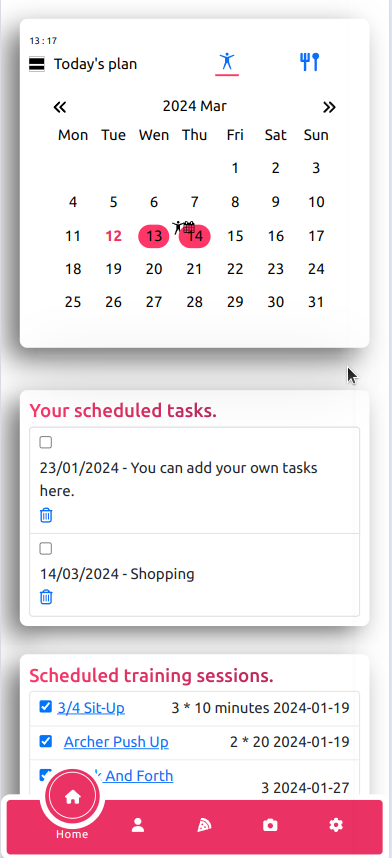 13 : 17
Today's plan
2024 Mar
Mon Tue Wen Thu Fri Sat Sun
1 2 3
4 5 6 7 8 9 10
11 12 13 14 15 16 17
18 19 20 21 22 23 24
25 26 27 28 29 30 31
Your scheduled tasks.
23/01/2024 - You can add your own tasks
here.
14/03/2024 - Shopping
Scheduled training sessions.
3/4 Sit-Up 3 * 10 minutes 2024-01-19
Archer Push Up 2 * 20 2024-01-19
And Forth
3 2024-01-27
Home